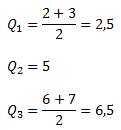 Q₁ = (2 + 3)/2 = 2,5
Q₂ = 5
Q₃ = (6 + 7)/2 = 6,5